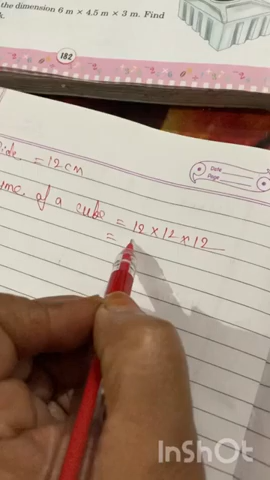 the dimension 6 m × 4.5 m × 3 m. Find
182
Date
Page
side = 12 cm
of a cube = 12 × 12 × 12
=
InShOt